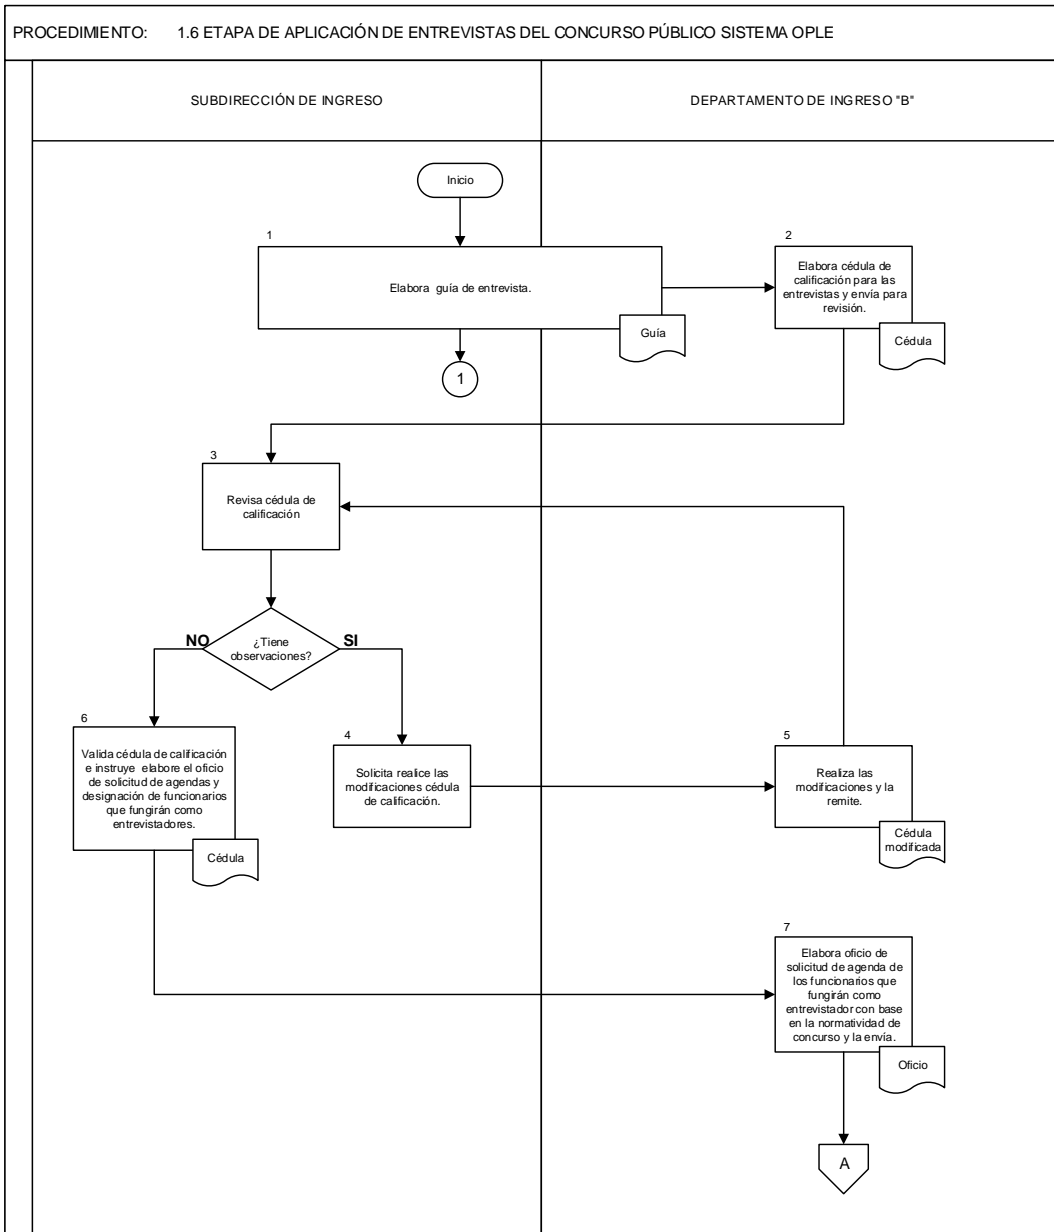 PROCEDIMIENTO: 1.6 ETAPA DE APLICACIÓN DE ENTREVISTAS DEL CONCURSO PÚBLICO SISTEMA OPLE
SUBDIRECCIÓN DE INGRESO
DEPARTAMENTO DE INGRESO "B"
Inicio
1
Elabora guía de entrevista.
Guía
1
2
Elabora cédula de
calificación para las
entrevistas y envía para
revisión.
Cédula
3
Revisa cédula de
calificación
¿Tiene
observaciones?
NO
SI
6
Valida cédula de calificación
e instruye elabore el oficio
de solicitud de agendas y
designación de funcionarios
que fungirán como
entrevistadores.
Cédula
4
Solicita realice las
modificaciones cédula
de calificación.
5
Realiza las
modificaciones y la
remite.
Cédula
modificada
7
Elabora oficio de
solicitud de agenda de
los funcionarios que
fungirán como
entrevistador con base
en la normatividad de
concurso y la envía.
Oficio
A